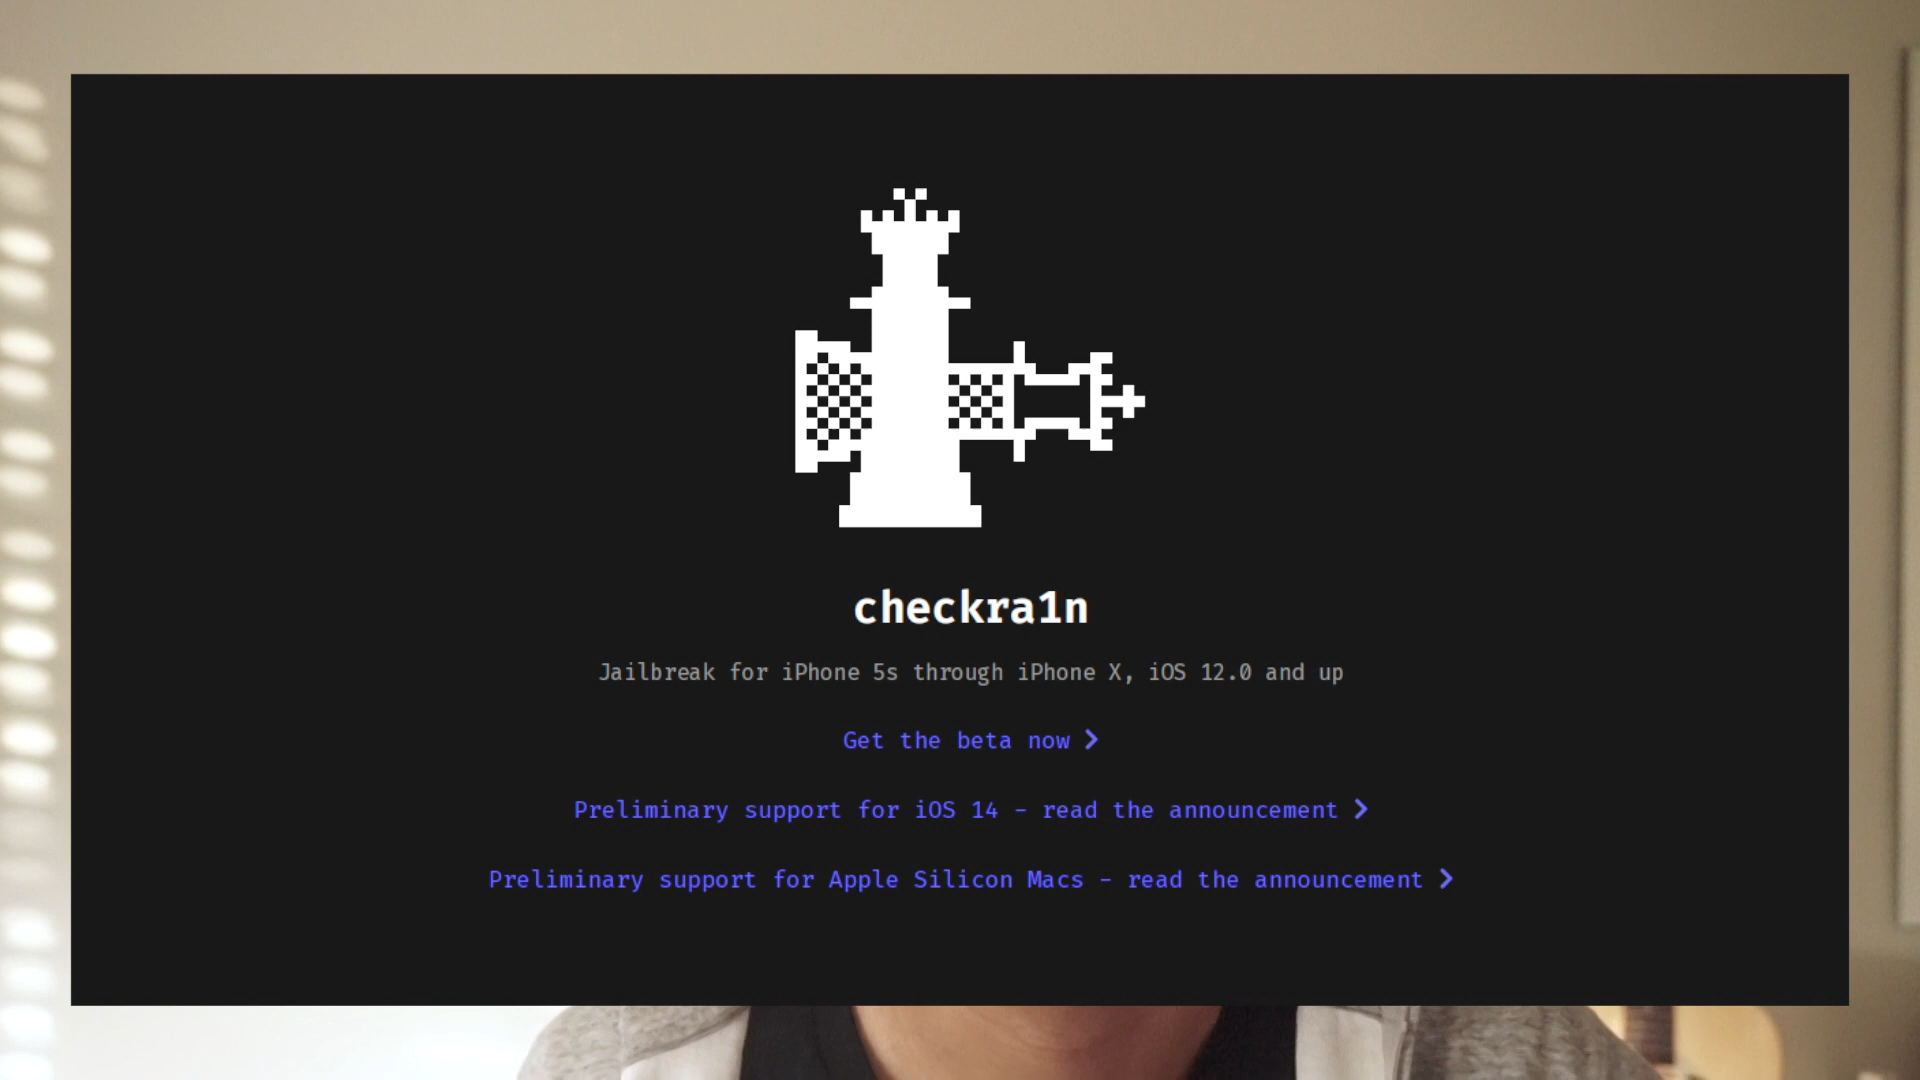 checkra1n
Jailbreak for iPhone 5s through iPhone X, iOS 12.0 and up
Get the beta now
Preliminary support for iOS 14 – read the announcement
Preliminary support for Apple Silicon Macs – read the announcement